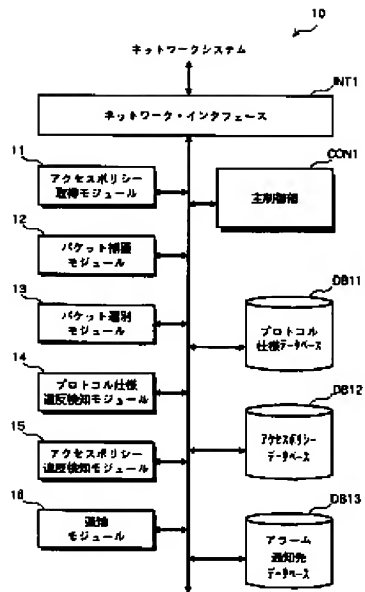 10
ネットワークシステム
INT1
ネットワーク・インタフェース
11
アクセスポリシー
取得モジュール
CON1
主制御部
12
パケット捕獲
モジュール
13
パケット選別
モジュール
DB11
プロトコル
仕様データベース
14
プロトコル仕様
違反検知モジュール
DB12
アクセスポリシー
データベース
15
アクセスポリシー
違反検知モジュール
16
通知
モジュール
DB13
アラーム
通知先
データベース